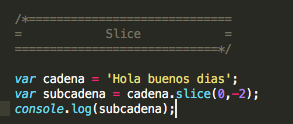 /*=============================
=            Slice            =
=============================*/
var cadena = 'Hola buenos dias';
var subcadena = cadena.slice(0,-2);
console.log(subcadena);